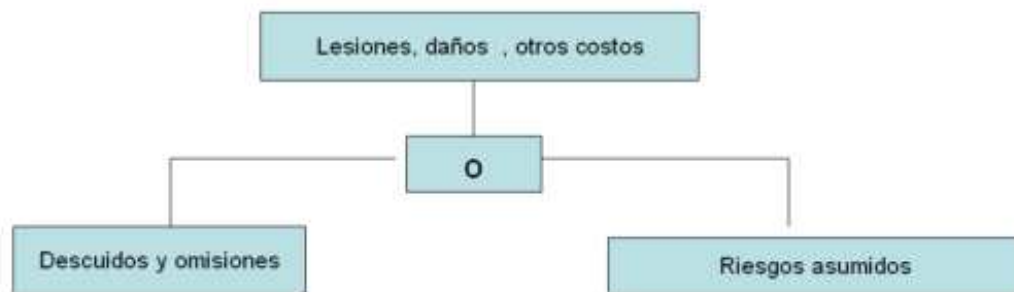 Lesiones, daños , otros costos
O
Descuidos y omisiones
Riesgos asumidos